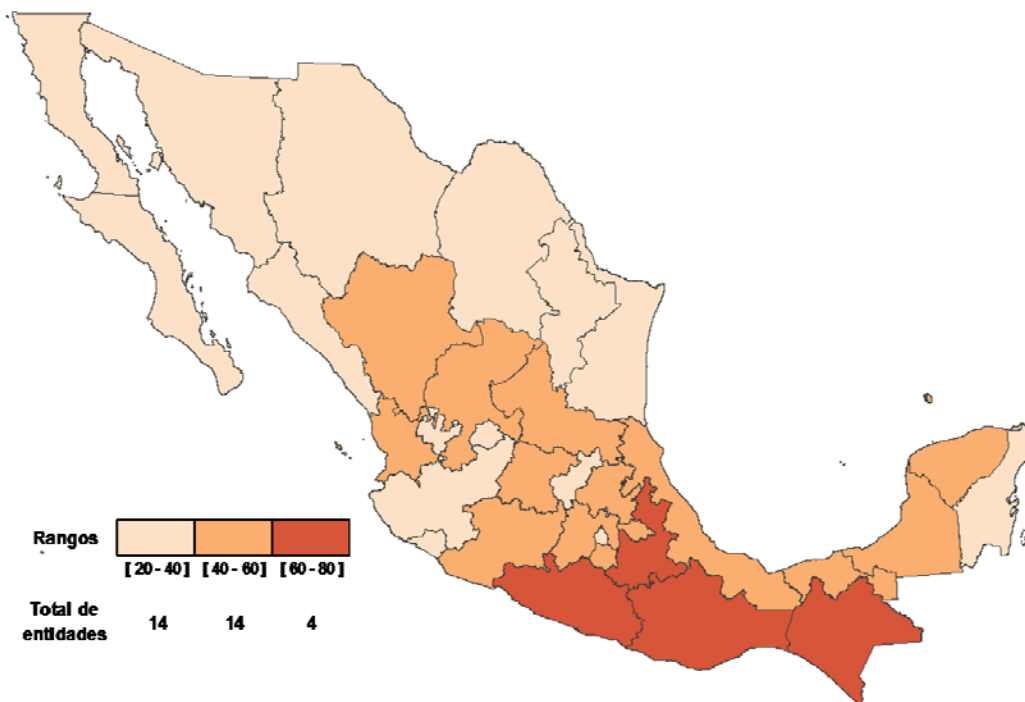 Rangos
[ 20 - 40] [ 40 - 60] [60 - 80]
Total de
entidades
14 14 4